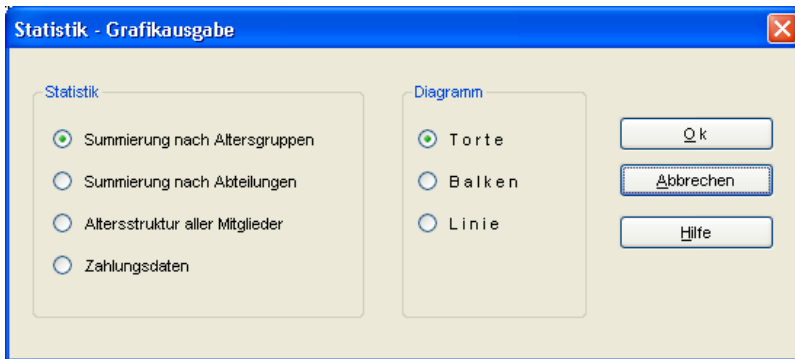 Statistik - Grafikausgabe
Statistik
Summierung nach Altersgruppen
Summierung nach Abteilungen
Altersstruktur aller Mitglieder
Zahlungsdaten
Diagramm
T o r t e
B a l k e n
L i n i e
O k
Abbrechen
Hilfe